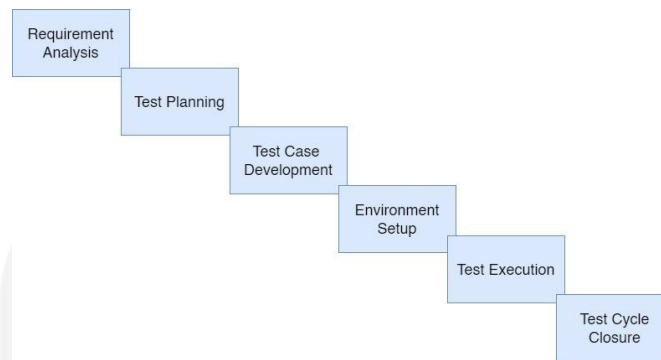 Requirement
Analysis
Test Planning
Test Case
Development
Environment
Setup
Test Execution
Test Cycle
Closure